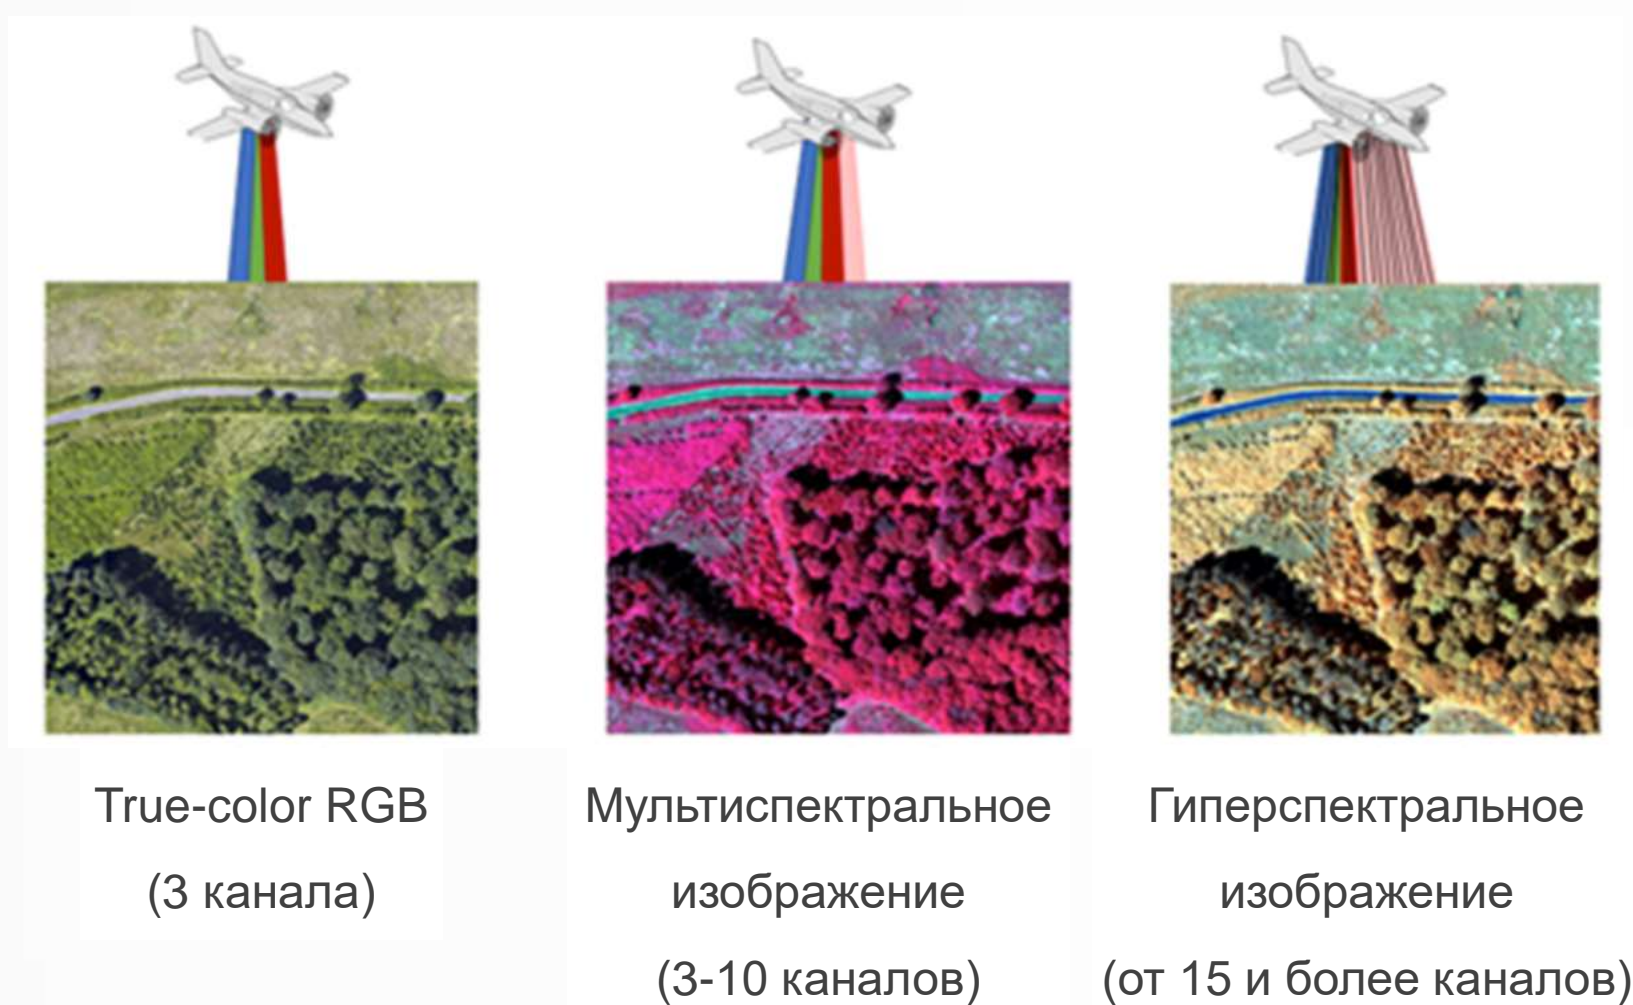 True-color RGB
(3 канала)
Мультиспектральное
изображение
(3-10 каналов)
Гиперспектральное
изображение
(от 15 и более каналов)